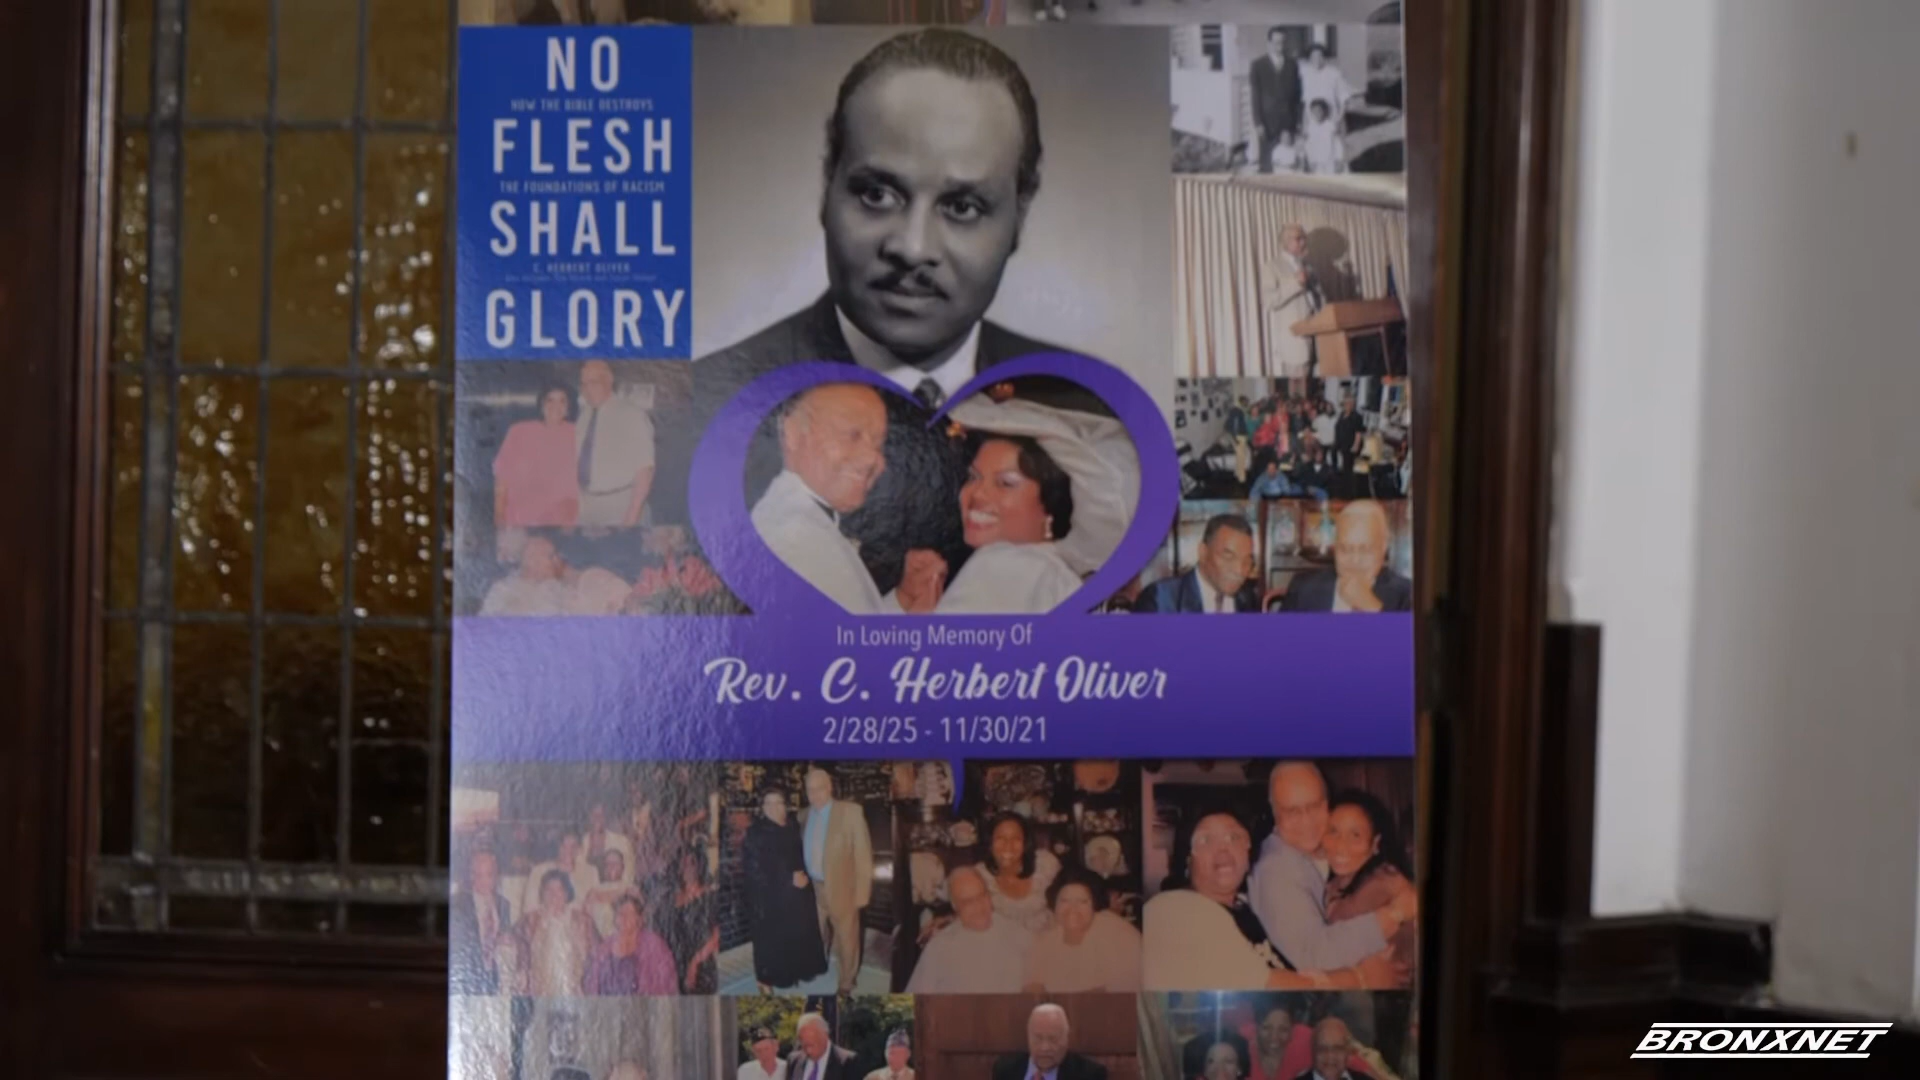 NO
HOW THE BIBLE DESTROYS
FLESH
THE FOUNDATIONS OF RACISM
SHALL
C. HERBERT OLIVER
GLORY
In Loving Memory Of
Rev. C. Herbert Oliver
2/28/25 - 11/30/21
BRONXNET